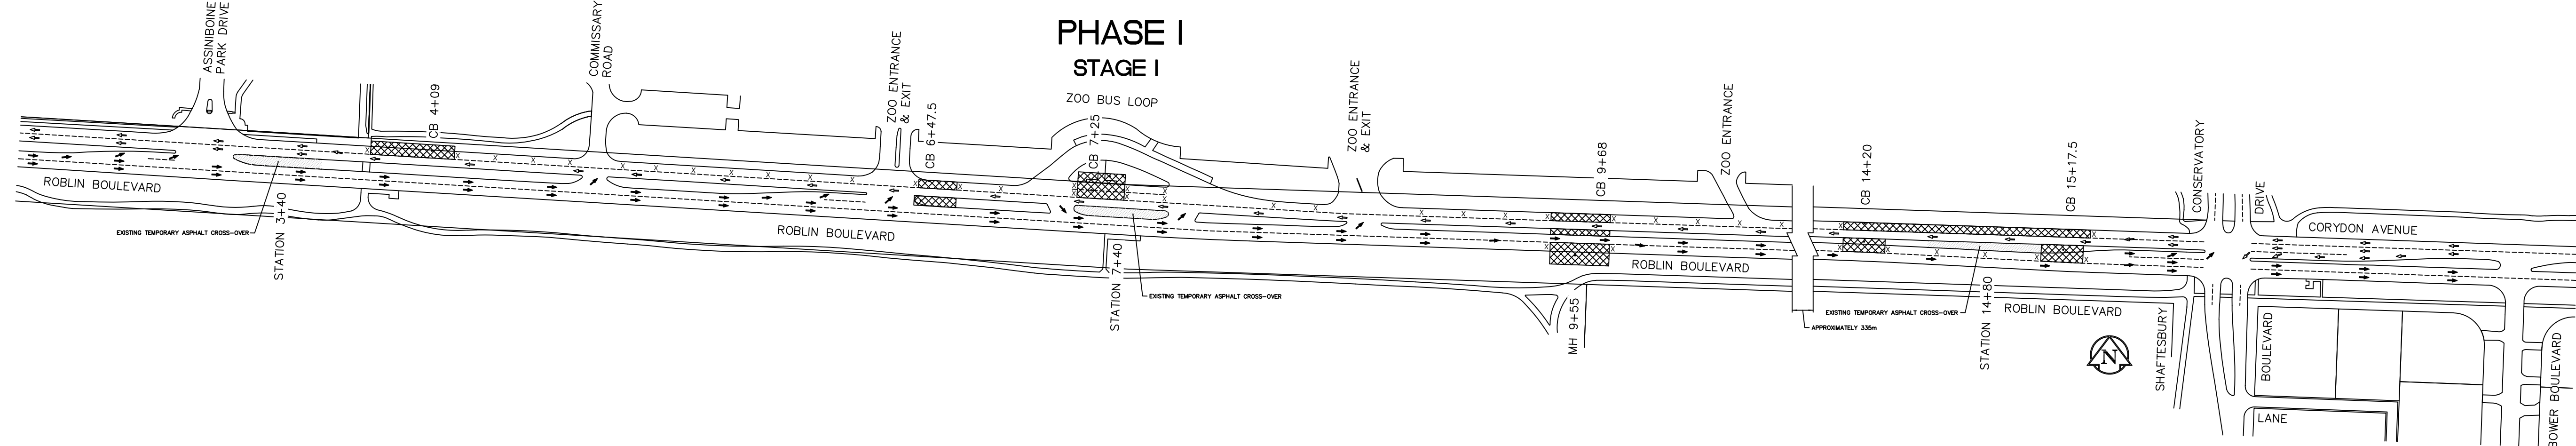 PHASE I
STAGE I
ASSINIBOINE
PARK DRIVE
COMMISSARY
ROAD
ZOO ENTRANCE
& EXIT
ZOO BUS LOOP
ZOO ENTRANCE
& EXIT
ZOO ENTRANCE
CONSERVATORY
DRIVE
CB 4+09
CB 6+47.5
CB 7+25
CB 9+68
CB 14+20
CB 15+17.5
ROBLIN BOULEVARD
ROBLIN BOULEVARD
ROBLIN BOULEVARD
CORYDON AVENUE
EXISTING TEMPORARY ASPHALT CROSS-OVER
STATION 3+40
STATION 7+40
EXISTING TEMPORARY ASPHALT CROSS-OVER
MH 9+55
APPROXIMATELY 335m
EXISTING TEMPORARY ASPHALT CROSS-OVER
STATION 14+80
ROBLIN BOULEVARD
N
SHAFTESBURY
BOULEVARD
LANE
BOWER BOULEVARD